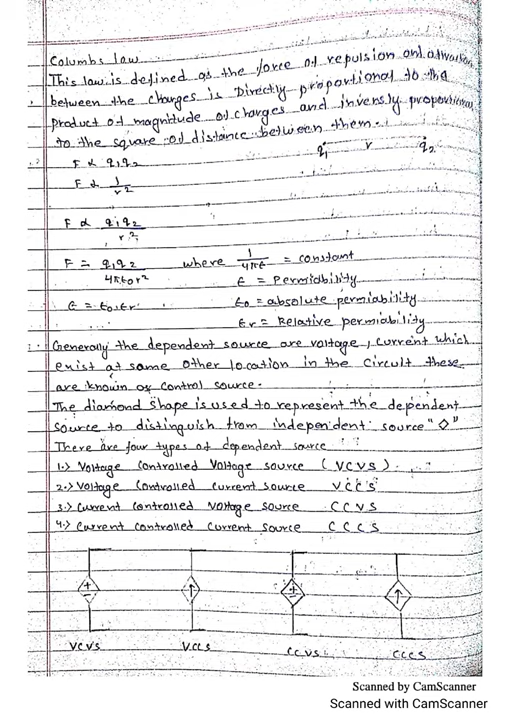 Columbs law
This law is defined as the force of repulsion and attraction
between the charges is Directly proportional to the
product of magnitude of charges and inversly proportional
to the square of distance between them.
q1 r q2
F ∝ q1q2
F ∝ 1/r2
F ∝ q1q2/r2
F = q1q2/4πε0r2 where 1/4πε = constant
ε = Permiability
ε = ε0.εr. ε0 = absolute permiability
εr = Relative permiability
Generally the dependent source are voltage, current which
exist at some other location in the circuit these
are known of control source.
The diamond shape is used to represent the dependent
source to distinguish from independent source "◇"
There are four types of dependent source
1.) Voltage Controlled Voltage source (VCVS)
2.) Voltage Controlled current source VCCS
3.) Current controlled voltage source CCVS
4.) Current controlled current source CCCS
+ − ↑ + − ↑
VCVS VCCS CCVS CCCS
Scanned by CamScanner
Scanned with CamScanner